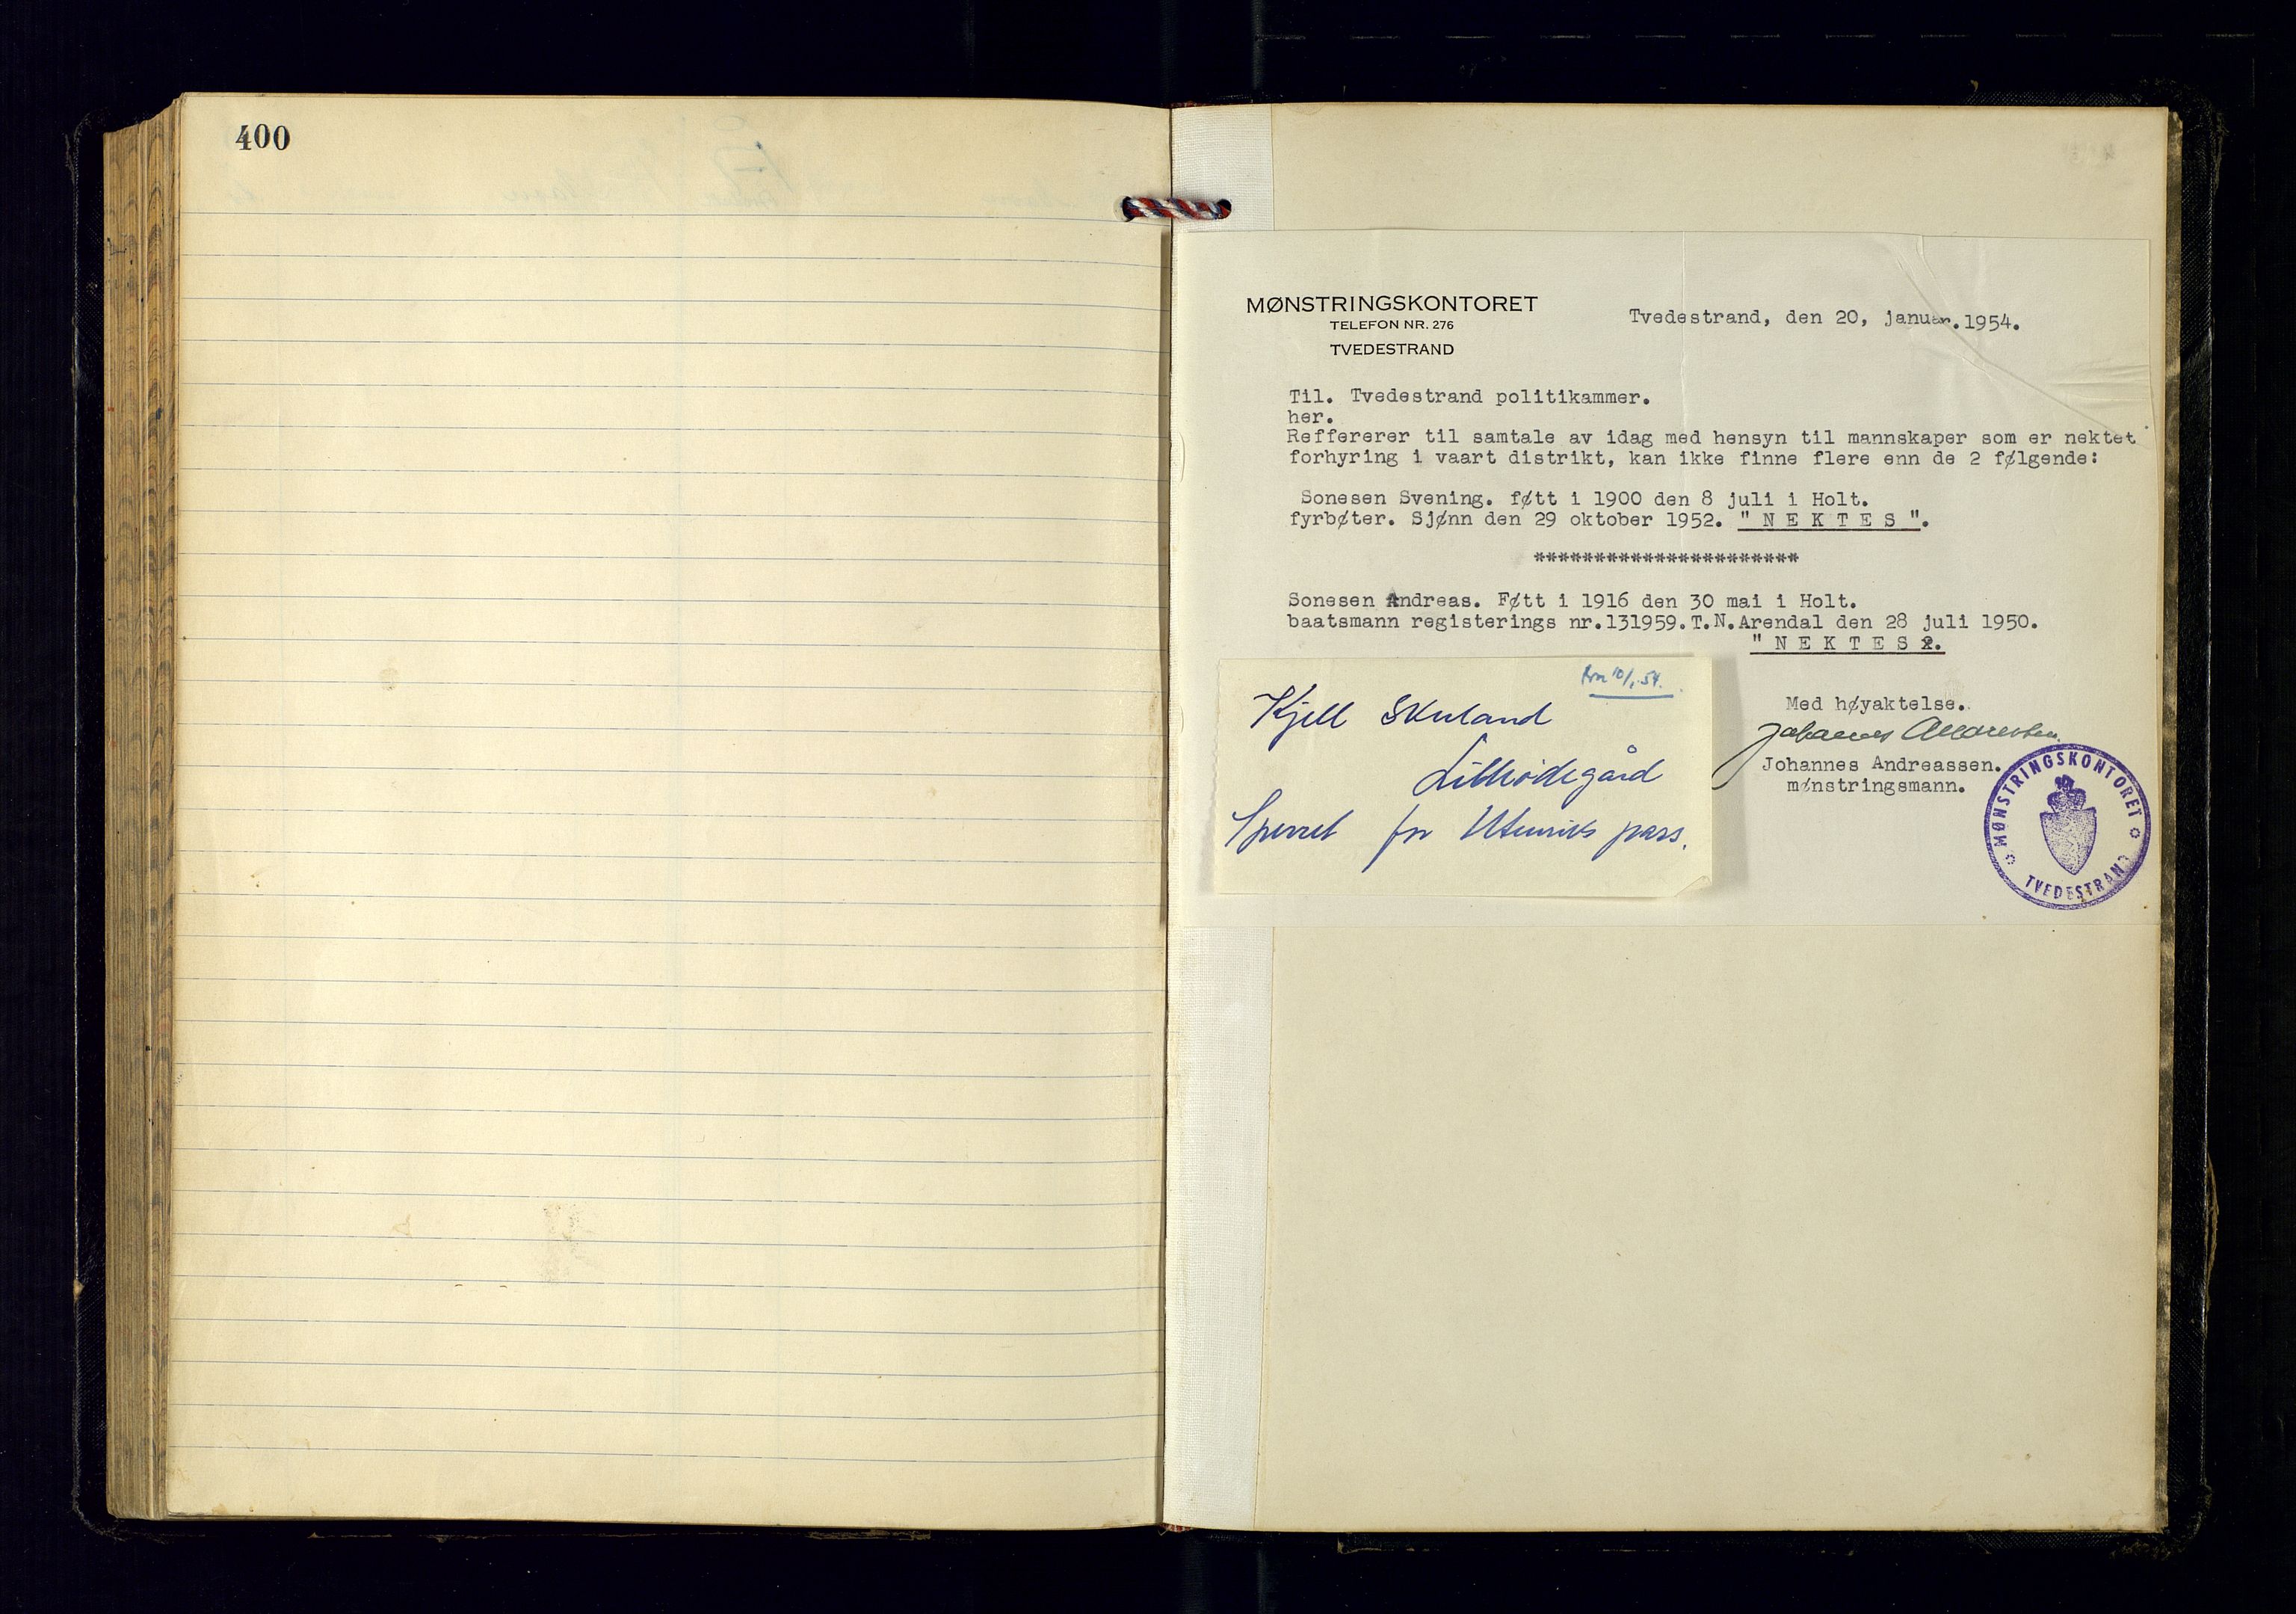 400
MØNSTRINGSKONTORET
TELEFON NR. 276
TVEDESTRAND
Tvedestrand, den 20, januar.1954.
Til. Tvedestrand politikammer.
her.
Reffererer til samtale av idag med hensyn til mannskaper som er nektet
forhyring i vaart distrikt, kan ikke finne flere enn de 2 følgende:
Sonesen Svening. føtt i 1900 den 8 juli i Holt.
fyrbøter. Sjønn den 29 oktober 1952. " N E K T E S ".
**********************
Sonesen Andreas. Føtt i 1916 den 30 mai i Holt.
baatsmann registerings nr.131959.T.N.Arendal den 28 juli 1950.
" N E K T E S 2.
Med høyaktelse.
Johannes Andreassen.
mønstringsmann.
MØNSTRINGSKONTORET
TVEDESTRAND
10/1.54.
Kjell Skuland
Sperret for Utenriks pass.